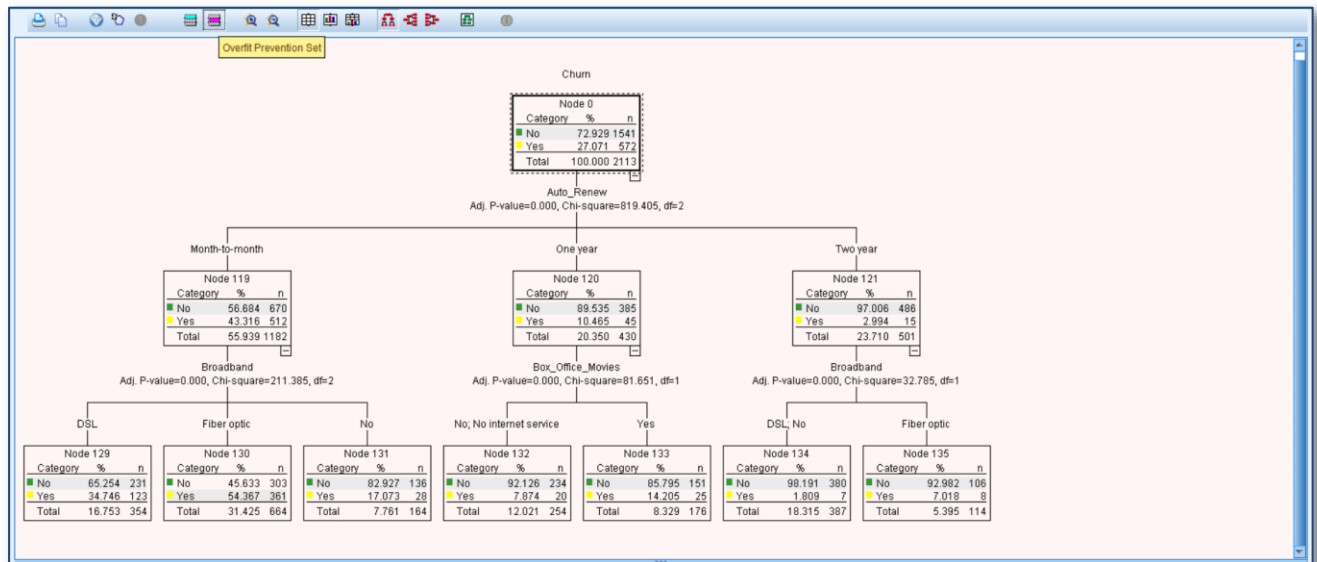 Overfit Prevention Set
Churn
Node 0
Category % n
No 72.929 1541
Yes 27.071 572
Total 100.000 2113
Auto_Renew
Adj. P-value=0.000, Chi-square=819.405, df=2
Month-to-month
One year
Two year
Node 119
Category % n
No 56.684 670
Yes 43.316 512
Total 55.939 1182
Node 120
Category % n
No 89.535 385
Yes 10.465 45
Total 20.350 430
Node 121
Category % n
No 97.006 486
Yes 2.994 15
Total 23.710 501
Broadband
Adj. P-value=0.000, Chi-square=211.385, df=2
Box_Office_Movies
Adj. P-value=0.000, Chi-square=81.651, df=1
Broadband
Adj. P-value=0.000, Chi-square=32.785, df=1
DSL
Fiber optic
No
No; No internet service
Yes
DSL; No
Fiber optic
Node 129
Category % n
No 65.254 231
Yes 34.746 123
Total 16.753 354
Node 130
Category % n
No 45.633 303
Yes 54.367 361
Total 31.425 664
Node 131
Category % n
No 82.927 136
Yes 17.073 28
Total 7.761 164
Node 132
Category % n
No 92.126 234
Yes 7.874 20
Total 12.021 254
Node 133
Category % n
No 85.795 151
Yes 14.205 25
Total 8.329 176
Node 134
Category % n
No 98.191 380
Yes 1.809 7
Total 18.315 387
Node 135
Category % n
No 92.982 106
Yes 7.018 8
Total 5.395 114